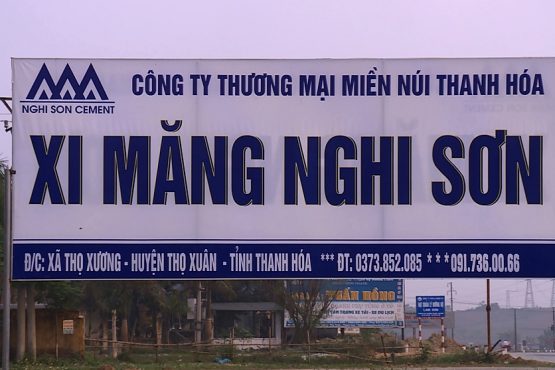 CÔNG TY THƯƠNG MẠI MIỀN NÚI THANH HÓA
NGHI SON CEMENT
XI MĂNG NGHI SƠN
Đ/C: XÃ THỌ XƯƠNG - HUYỆN THỌ XUÂN - TỈNH THANH HÓA *** ĐT: 0373.852.085 *** 091.736.00.66